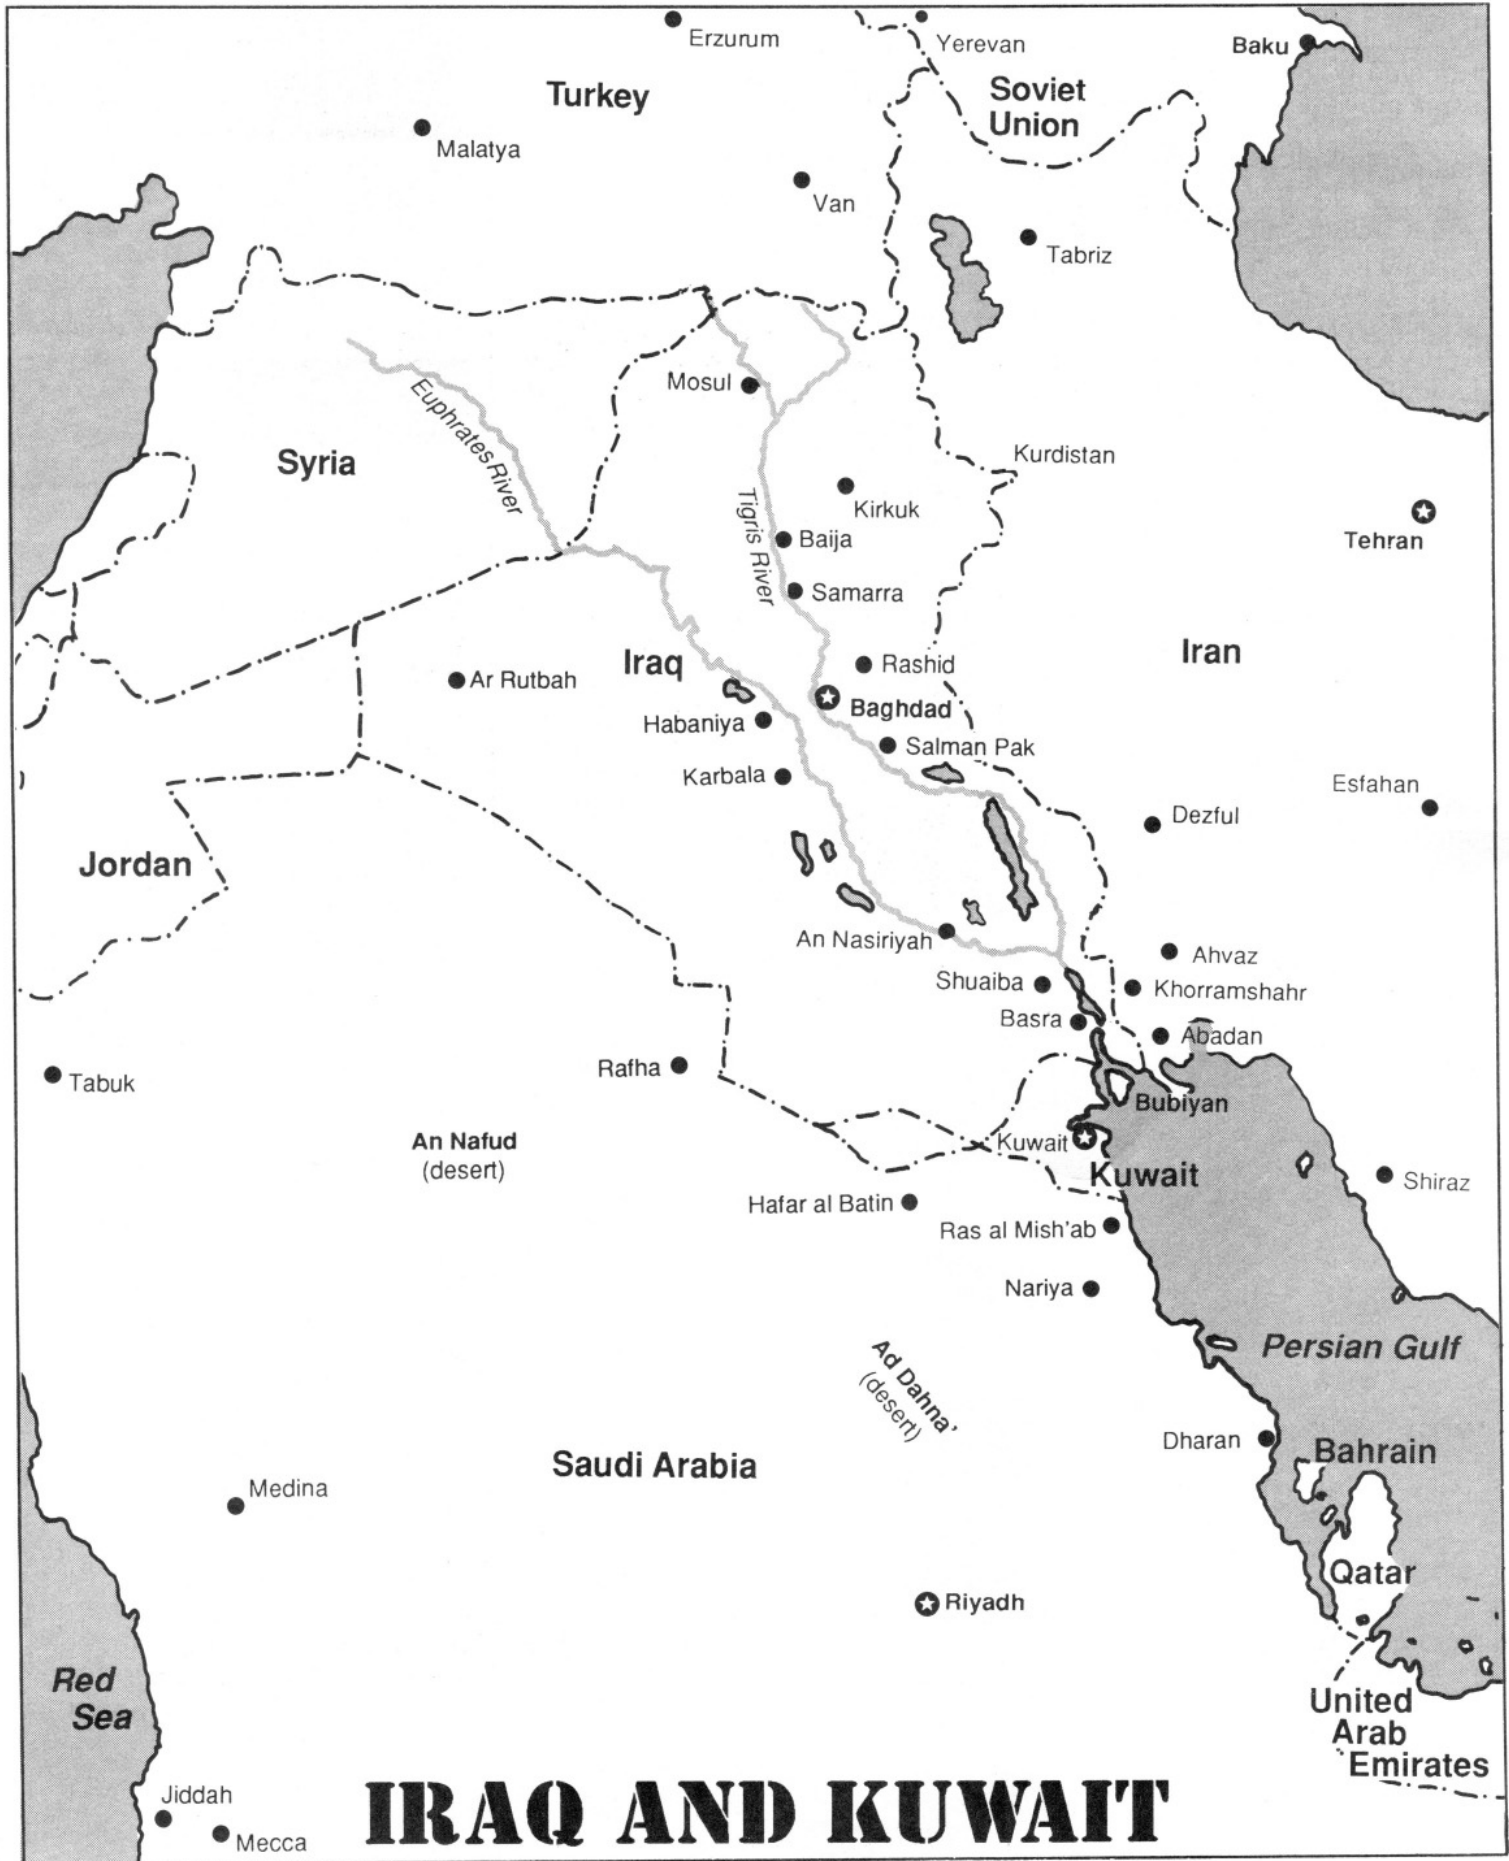 Erzurum
Yerevan
Baku
Turkey
Soviet
Union
Malatya
Van
Tabriz
Mosul
Euphrates River
Syria
Kurdistan
Tigris River
Kirkuk
Tehran
Baija
Samarra
Iraq
Rashid
Iran
Ar Rutbah
Baghdad
Habaniya
Salman Pak
Karbala
Esfahan
Dezful
Jordan
An Nasiriyah
Ahvaz
Shuaiba
Khorramshahr
Basra
Abadan
Rafha
Tabuk
Bubiyan
An Nafud
(desert)
Kuwait
Kuwait
Shiraz
Hafar al Batin
Ras al Mish'ab
Nariya
Persian Gulf
Ad Dahna'
(desert)
Dharan
Bahrain
Saudi Arabia
Medina
Qatar
Riyadh
Red
Sea
United
Arab
Emirates
Jiddah
Mecca
IRAQ AND KUWAIT